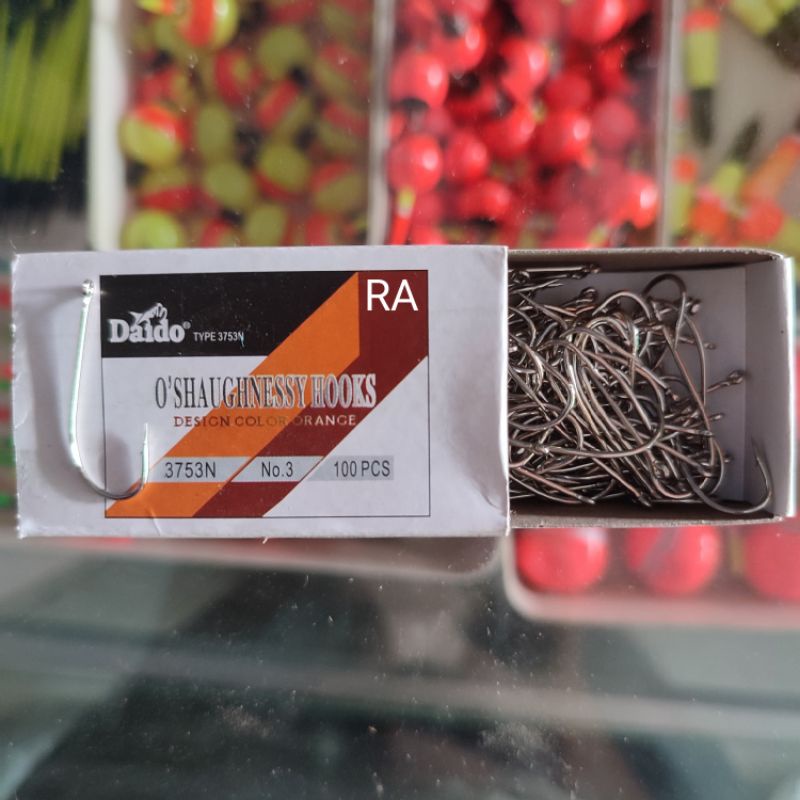 RA
Daido® TYPE 3753N
O'SHAUGHNESSY HOOKS
DESIGN COLOR ORANGE
3753N No.3 100 PCS